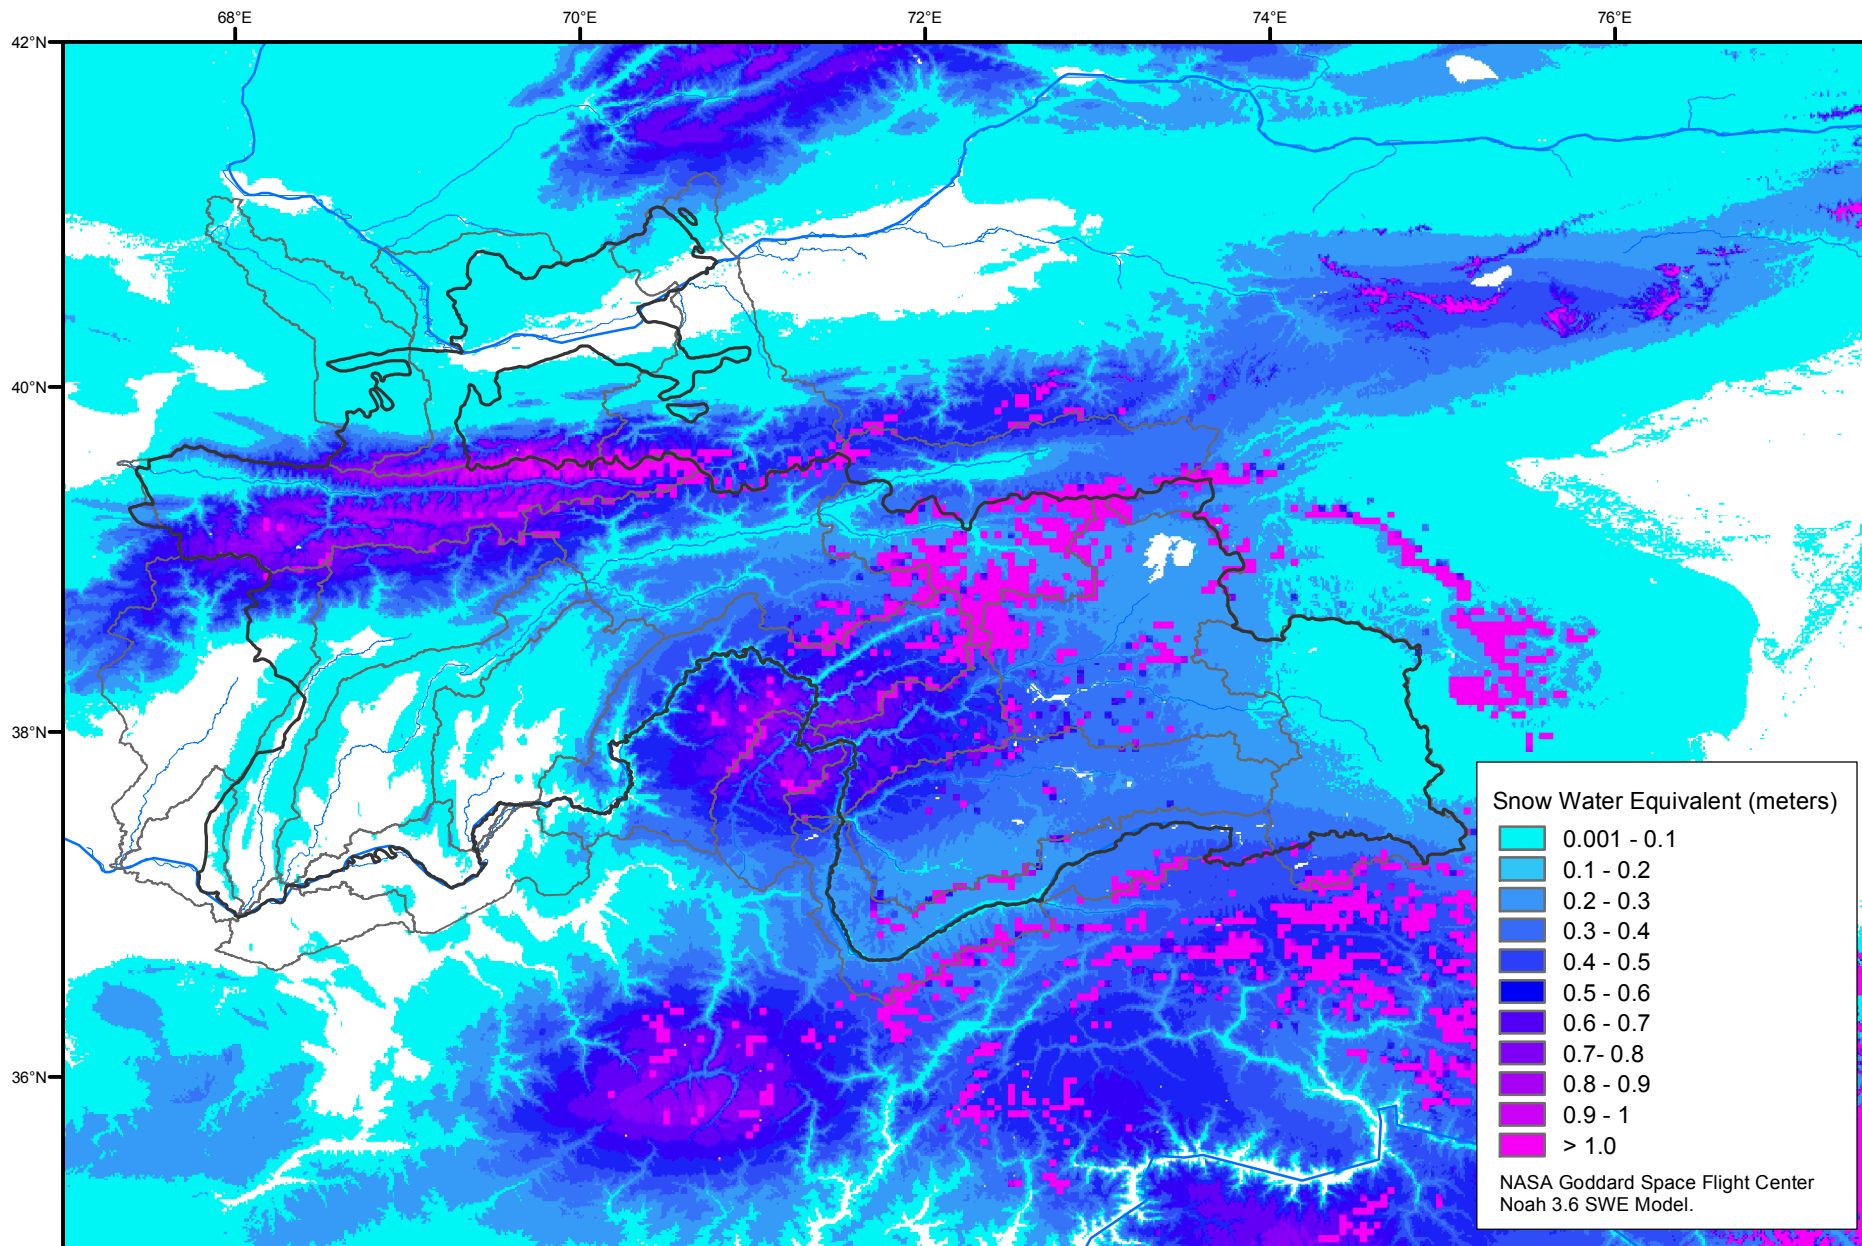 68°E
70°E
72°E
74°E
76°E
42°N
40°N
38°N
36°N
Snow Water Equivalent (meters)
0.001 - 0.1
0.1 - 0.2
0.2 - 0.3
0.3 - 0.4
0.4 - 0.5
0.5 - 0.6
0.6 - 0.7
0.7- 0.8
0.8 - 0.9
0.9 - 1
> 1.0
NASA Goddard Space Flight Center
Noah 3.6 SWE Model.